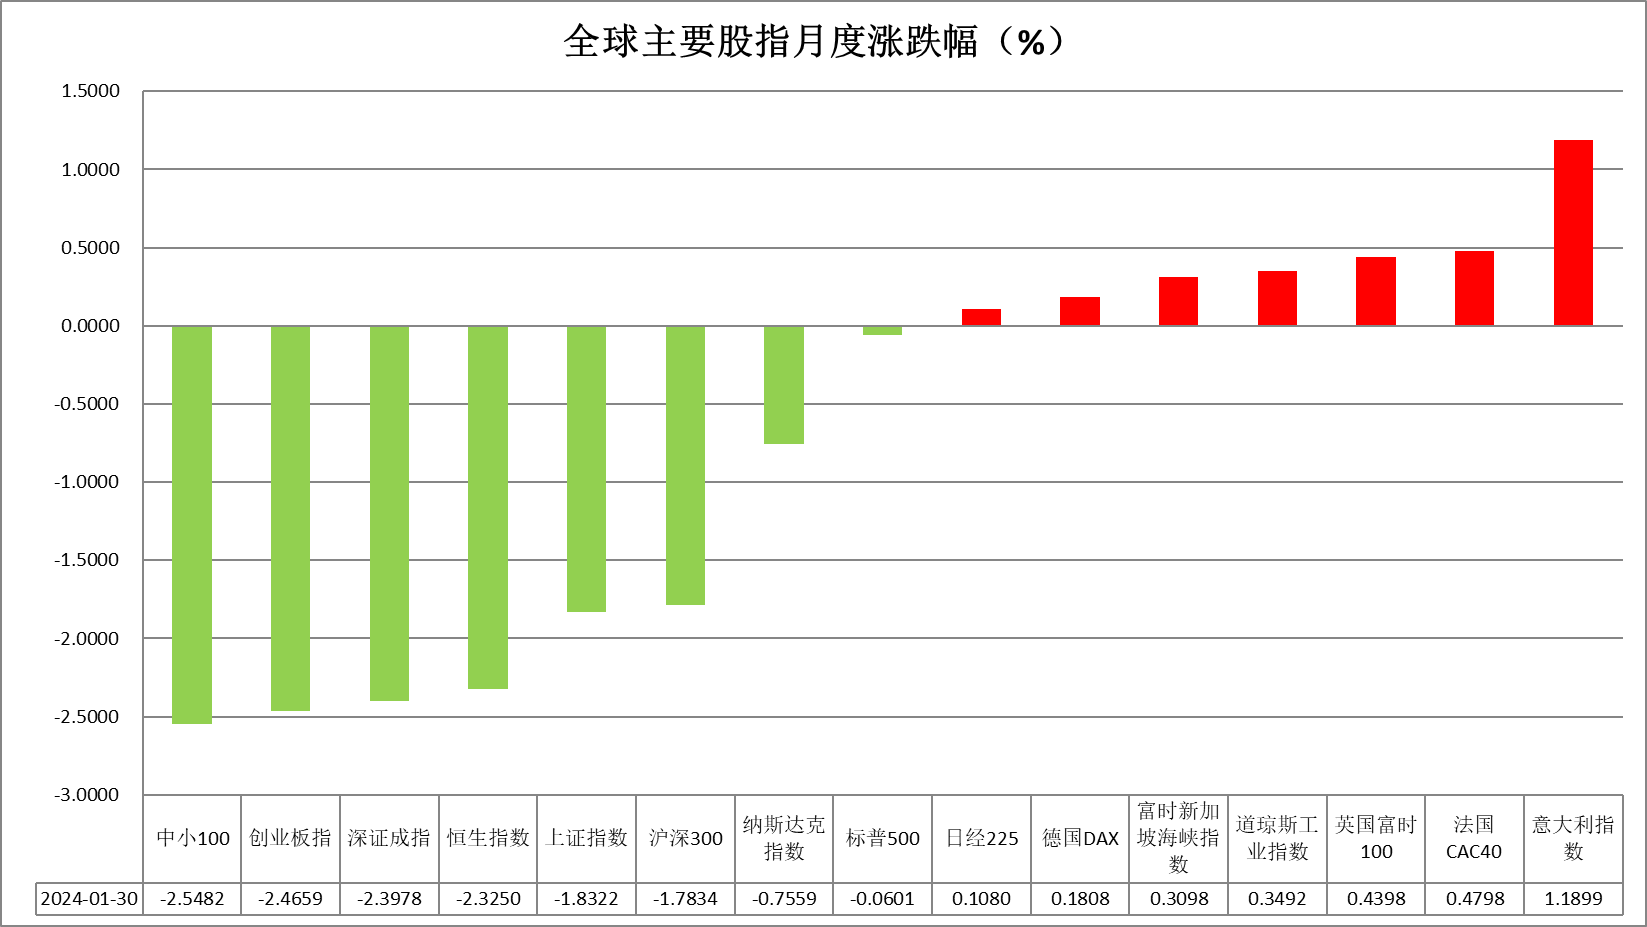 全球主要股指月度涨跌幅（%）
1.5000
1.0000
0.5000
0.0000
-0.5000
-1.0000
-1.5000
-2.0000
-2.5000
-3.0000
中小100
创业板指
深证成指
恒生指数
上证指数
沪深300
纳斯达克
指数
标普500
日经225
德国DAX
富时新加
坡海峡指
数
道琼斯工
业指数
英国富时
100
法国
CAC40
意大利指
数
2024-01-30 -2.5482 -2.4659 -2.3978 -2.3250 -1.8322 -1.7834 -0.7559 -0.0601 0.1080 0.1808 0.3098 0.3492 0.4398 0.4798 1.1899